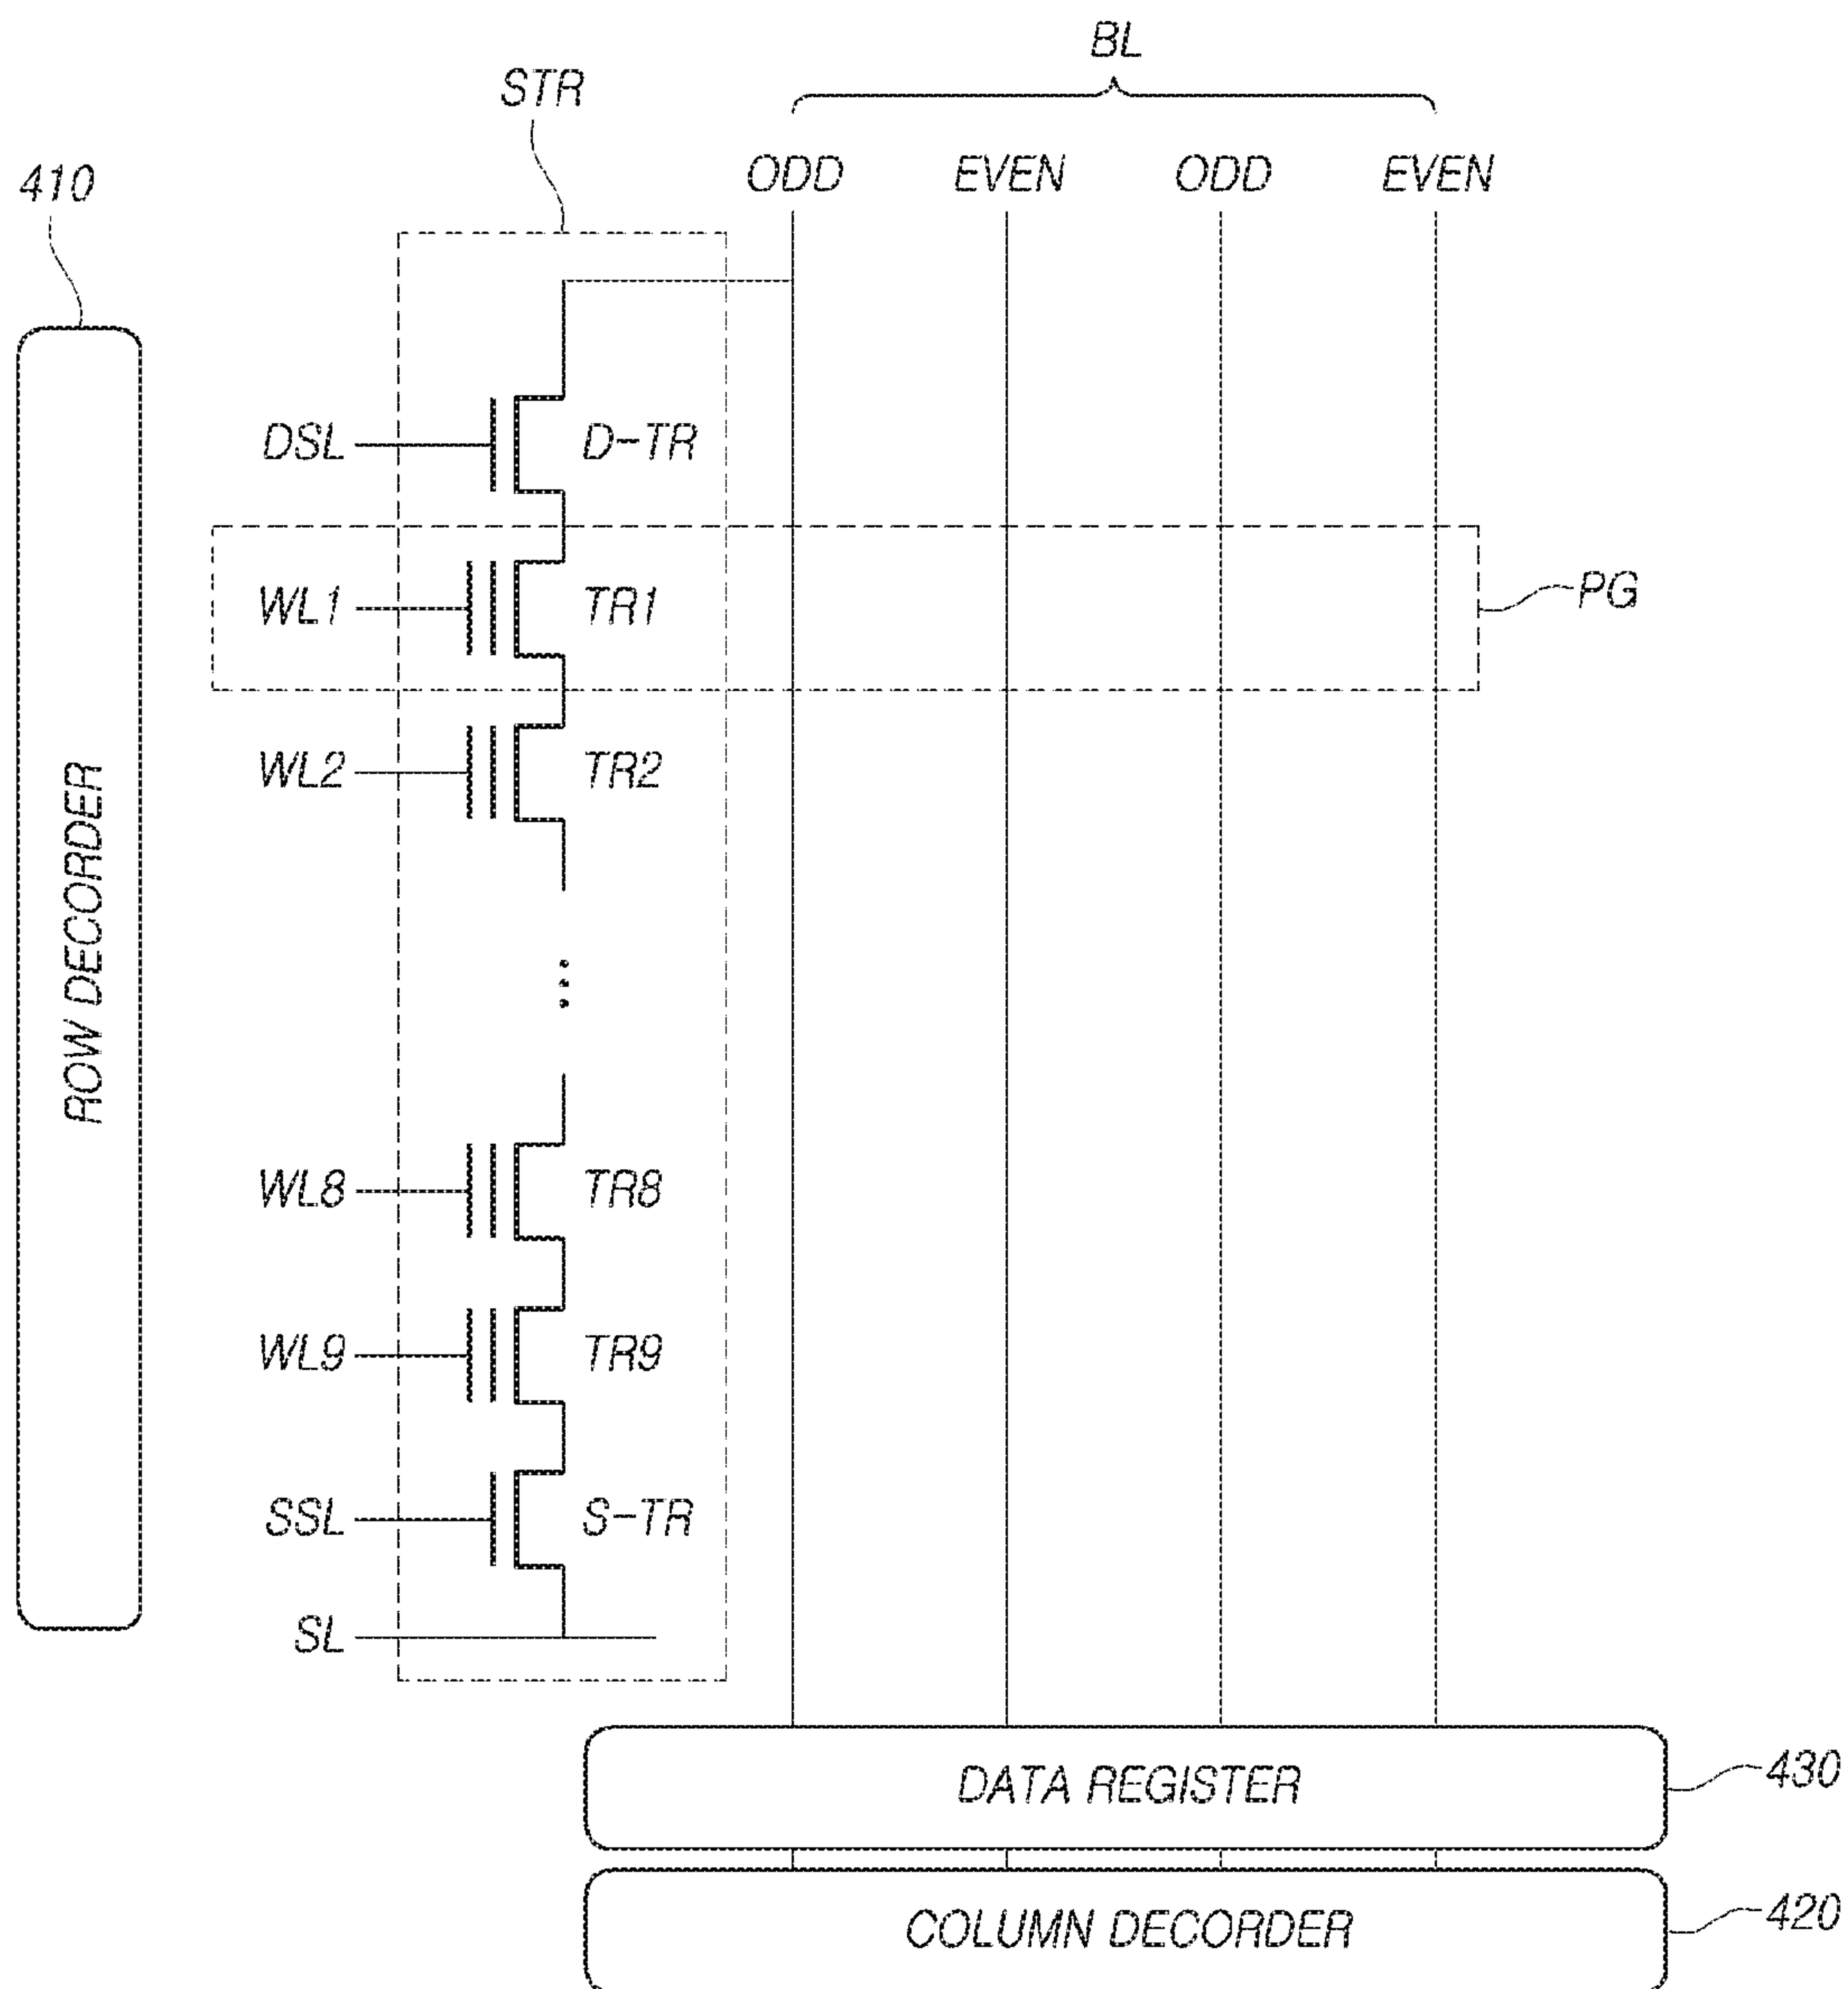 BL
STR
ODD EVEN ODD EVEN
410
DSL D-TR
WL1 TR1 PG
WL2 TR2
ROW DECORDER
WL8 TR8
WL9 TR9
SSL S-TR
SL
DATA REGISTER 430
COLUMN DECORDER 420